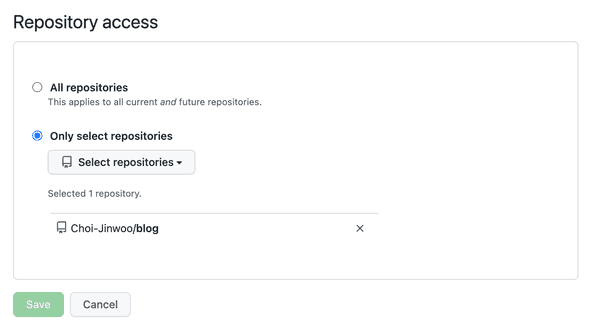 Repository access
All repositories
This applies to all current and future repositories.
Only select repositories
Select repositories
Selected 1 repository.
Choi-Jinwoo/blog
Save
Cancel